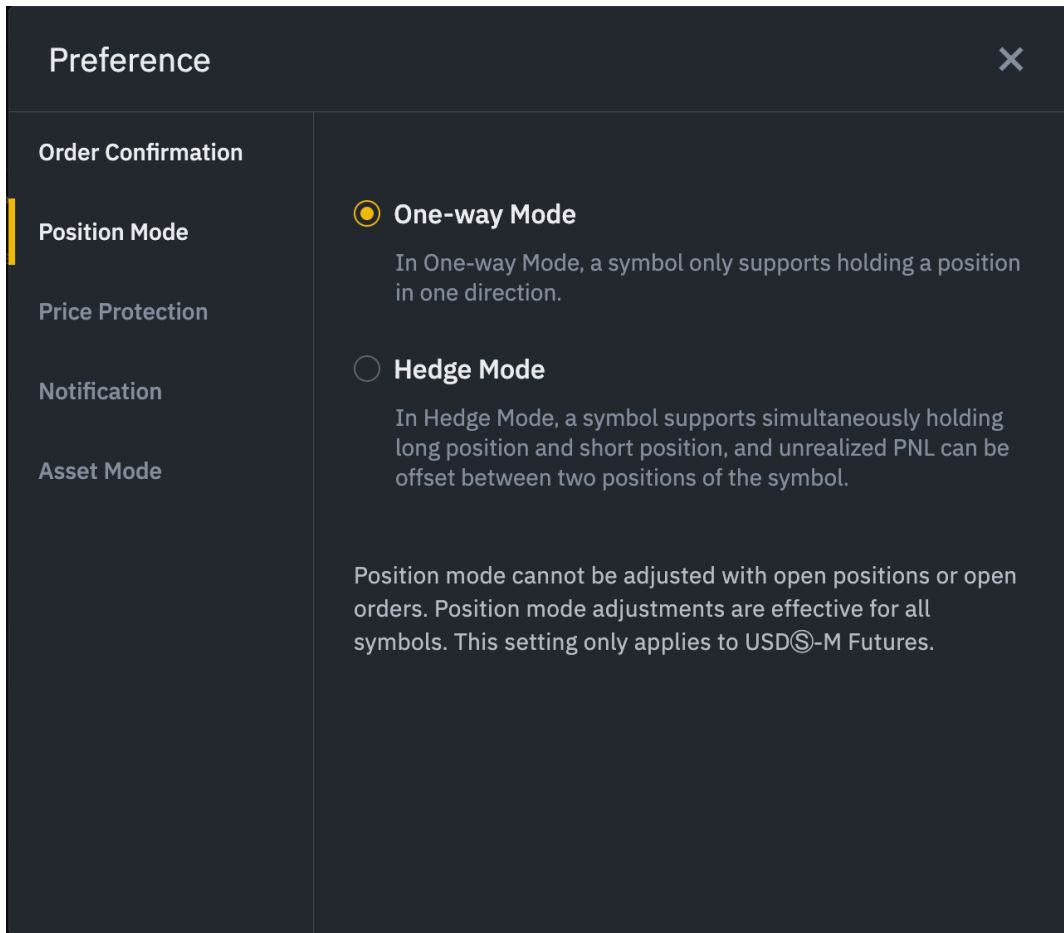 Preference
Order Confirmation
Position Mode
Price Protection
Notification
Asset Mode
One-way Mode
In One-way Mode, a symbol only supports holding a position
in one direction.
Hedge Mode
In Hedge Mode, a symbol supports simultaneously holding
long position and short position, and unrealized PNL can be
offset between two positions of the symbol.
Position mode cannot be adjusted with open positions or open
orders. Position mode adjustments are effective for all
symbols. This setting only applies to USDⓈ-M Futures.